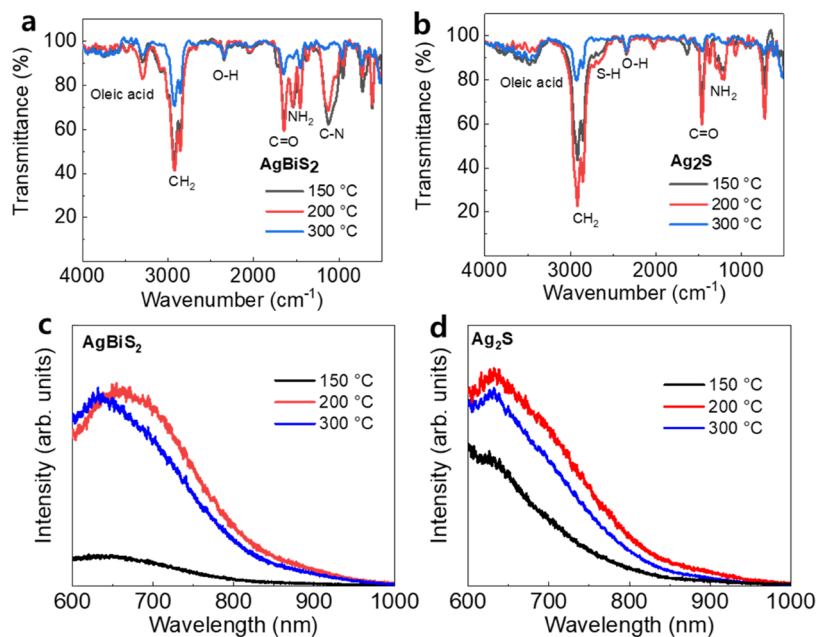 a
Transmittance (%)
100
80
60
40
20
Oleic acid
O-H
NH₂
C=O
C-N
CH₂
AgBiS₂
150 °C
200 °C
300 °C
4000
3000
2000
1000
Wavenumber (cm⁻¹)
b
Transmittance (%)
100
80
60
40
20
Oleic acid
S-H
O-H
NH₂
C=O
CH₂
Ag₂S
150 °C
200 °C
300 °C
4000
3000
2000
1000
Wavenumber (cm⁻¹)
c
AgBiS₂
Intensity (arb. units)
150 °C
200 °C
300 °C
600
700
800
900
1000
Wavelength (nm)
d
Ag₂S
Intensity (arb. units)
150 °C
200 °C
300 °C
600
700
800
900
1000
Wavelength (nm)